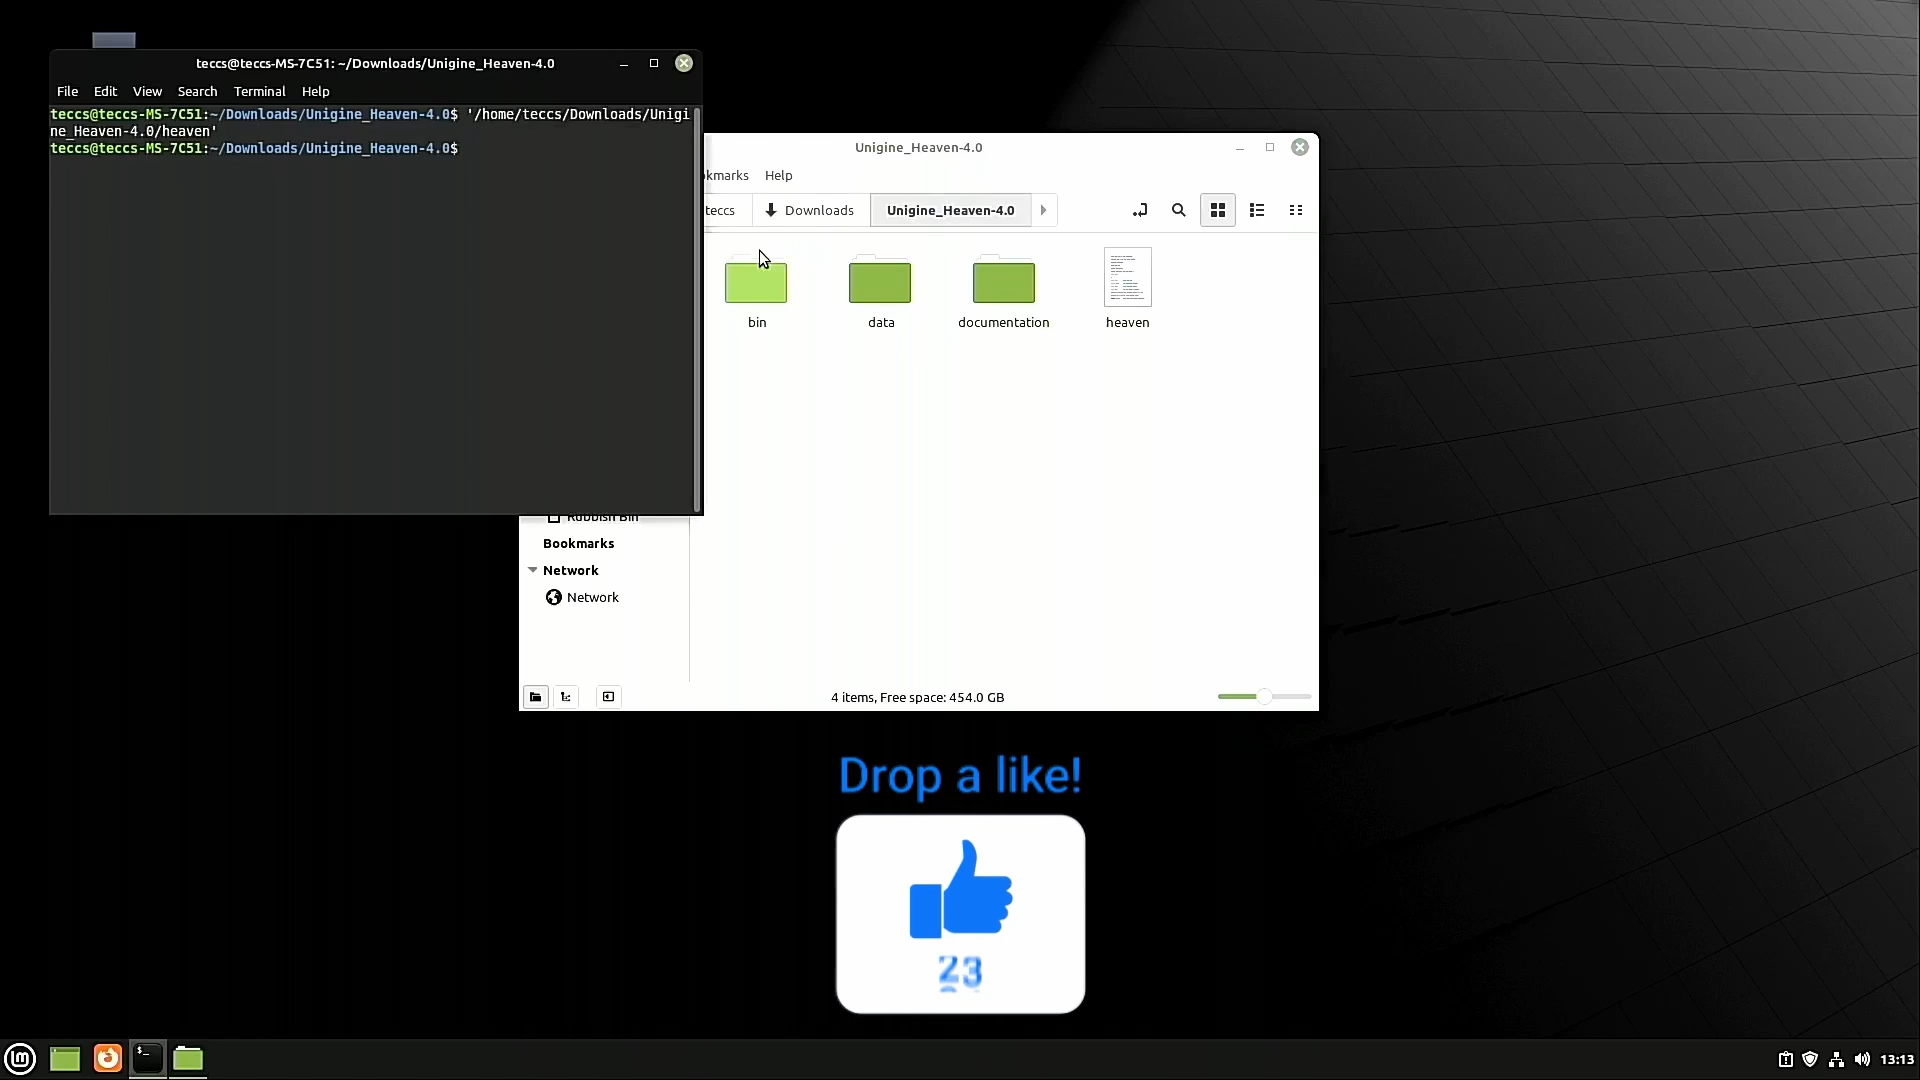 teccs@teccs-MS-7C51: ~/Downloads/Unigine_Heaven-4.0
File Edit View Search Terminal Help
teccs@teccs-MS-7C51:~/Downloads/Unigine_Heaven-4.0$ '/home/teccs/Downloads/Unigi
ne_Heaven-4.0/heaven'
teccs@teccs-MS-7C51:~/Downloads/Unigine_Heaven-4.0$
Unigine_Heaven-4.0
kmarks Help
teccs Downloads Unigine_Heaven-4.0
bin data documentation heaven
Rubbish Bin
Bookmarks
Network
Network
4 items, Free space: 454.0 GB
Drop a like!
23
13:13